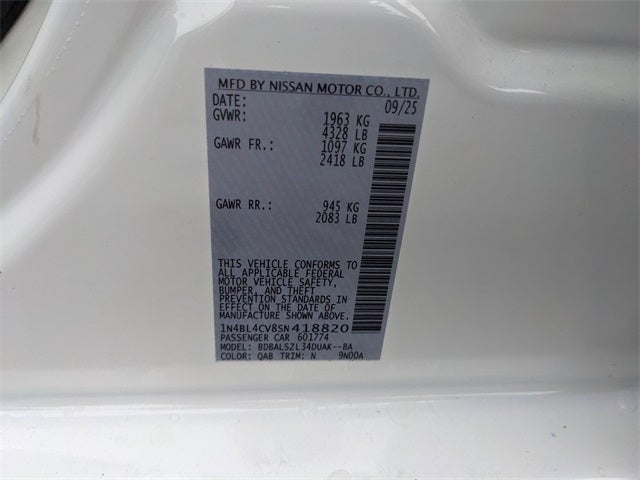 MFD BY NISSAN MOTOR CO., LTD.
DATE: 09/25
GVWR: 1963 KG
4328 LB
GAWR FR.: 1097 KG
2418 LB
GAWR RR.: 945 KG
2083 LB
THIS VEHICLE CONFORMS TO
ALL APPLICABLE FEDERAL
MOTOR VEHICLE SAFETY,
BUMPER, AND THEFT
PREVENTION STANDARDS IN
EFFECT ON THE DATE OF
MANUFACTURE SHOWN ABOVE.
1N4BL4CV8SN418820
PASSENGER CAR 601774
MODEL: BDBALSZL34DUAK--BA
COLOR: QAB TRIM: N 9N00A